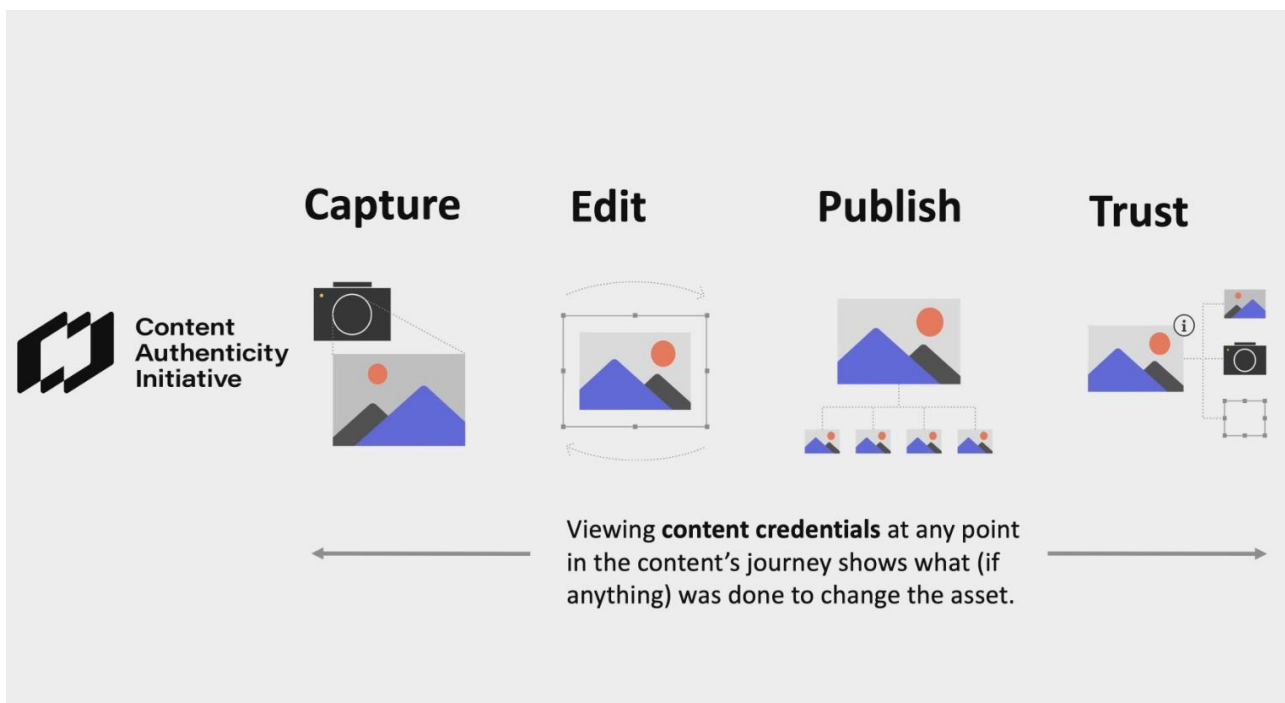 Capture
Edit
Publish
Trust
Content
Authenticity
Initiative
i
Viewing content credentials at any point
in the content’s journey shows what (if
anything) was done to change the asset.